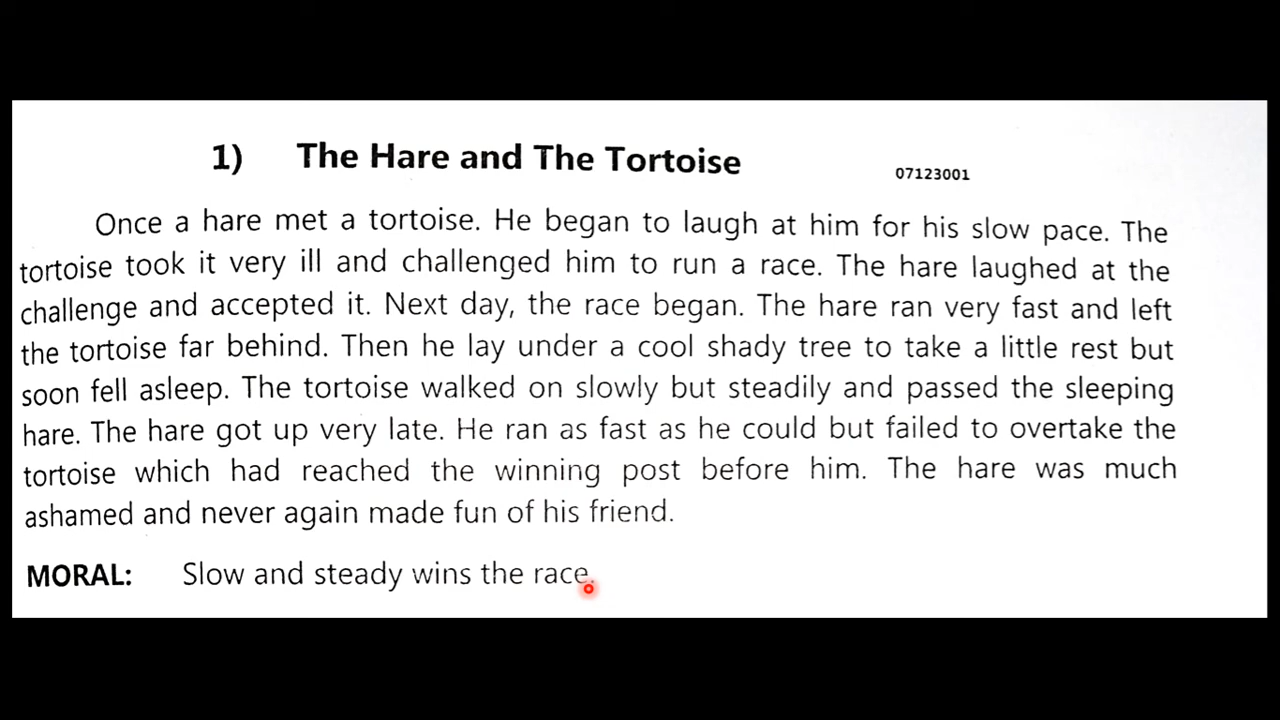 1) The Hare and The Tortoise 07123001
Once a hare met a tortoise. He began to laugh at him for his slow pace. The
tortoise took it very ill and challenged him to run a race. The hare laughed at the
challenge and accepted it. Next day, the race began. The hare ran very fast and left
the tortoise far behind. Then he lay under a cool shady tree to take a little rest but
soon fell asleep. The tortoise walked on slowly but steadily and passed the sleeping
hare. The hare got up very late. He ran as fast as he could but failed to overtake the
tortoise which had reached the winning post before him. The hare was much
ashamed and never again made fun of his friend.
MORAL: Slow and steady wins the race.